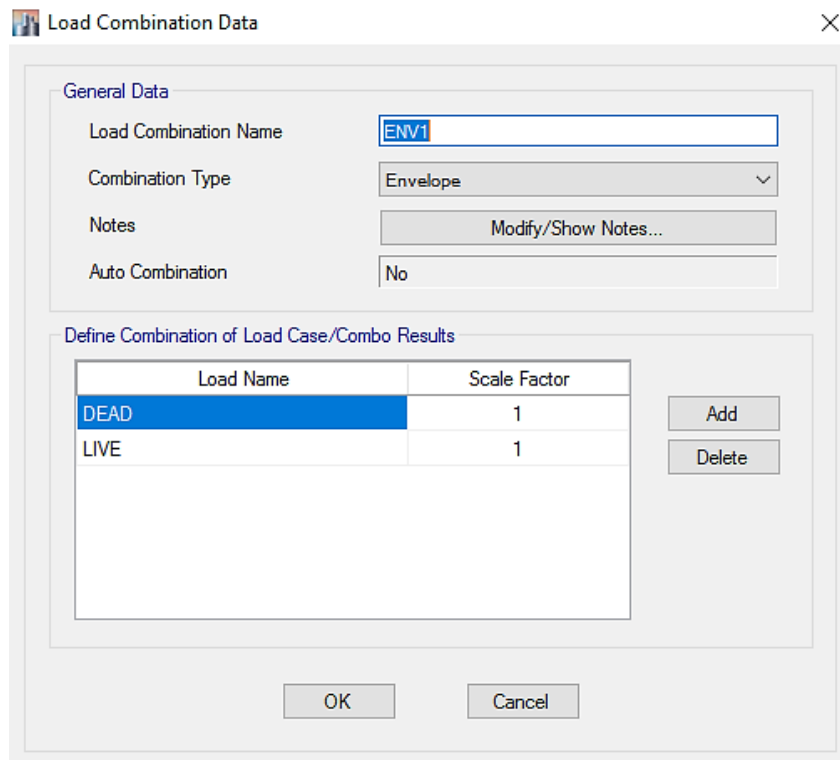 Load Combination Data
General Data
Load Combination Name ENV1
Combination Type Envelope
Notes Modify/Show Notes...
Auto Combination No
Define Combination of Load Case/Combo Results
Load Name Scale Factor
DEAD 1 Add
LIVE 1 Delete
OK Cancel